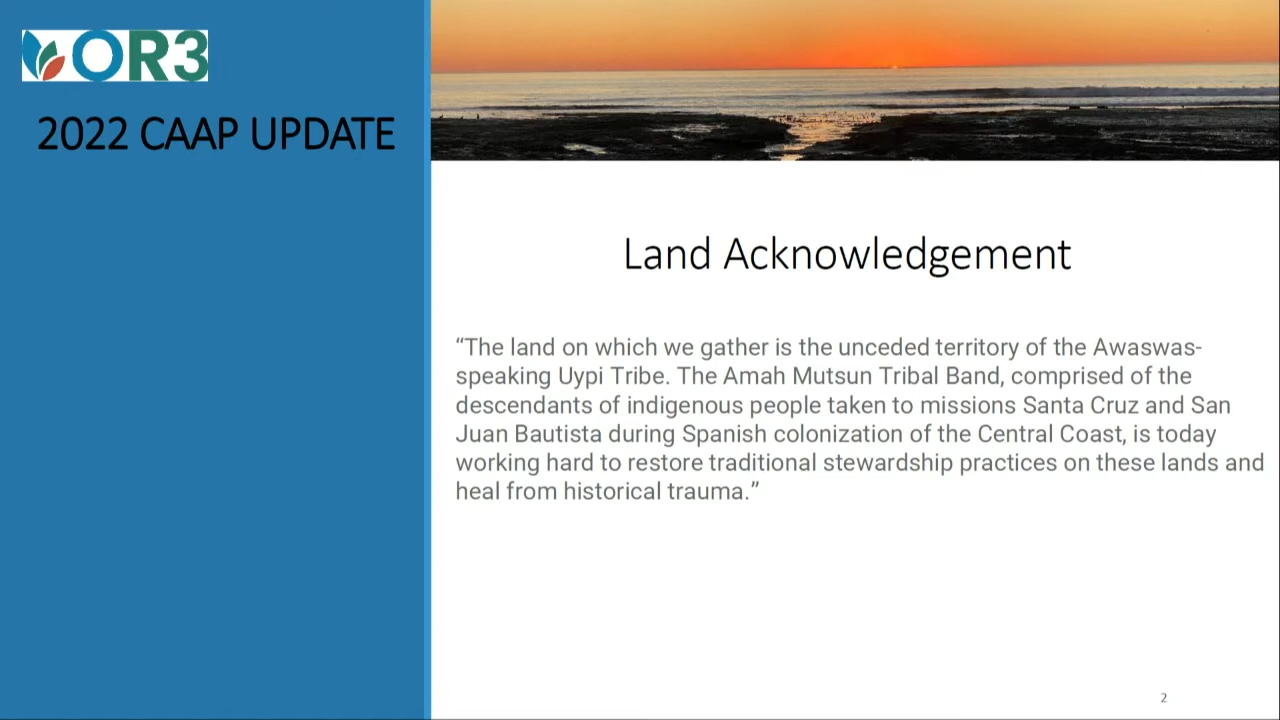 OR3
2022 CAAP UPDATE
Land Acknowledgement
“The land on which we gather is the unceded territory of the Awaswas-
speaking Uypi Tribe. The Amah Mutsun Tribal Band, comprised of the
descendants of indigenous people taken to missions Santa Cruz and San
Juan Bautista during Spanish colonization of the Central Coast, is today
working hard to restore traditional stewardship practices on these lands and
heal from historical trauma.”
2